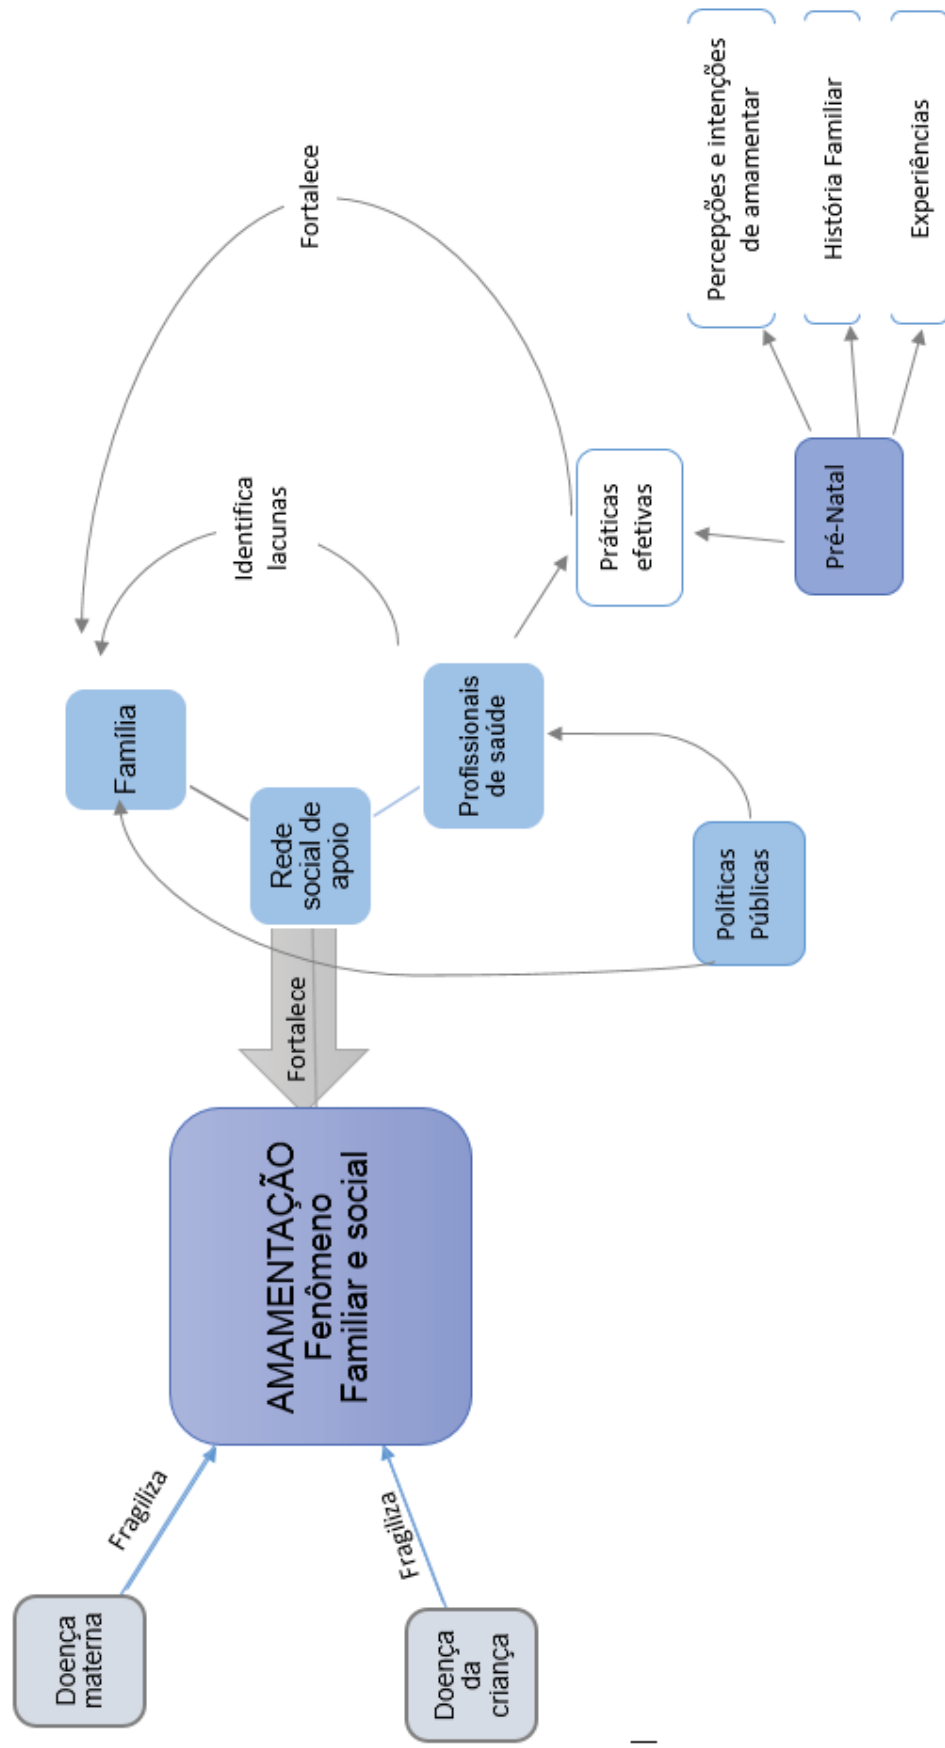 Doença
materna
Fragiliza
Doença
da
criança
Fragiliza
AMAMENTAÇÃO
Fenômeno
Familiar e social
Fortalece
Rede
social de
apoio
Família
Profissionais
de saúde
Políticas
Públicas
Identifica
lacunas
Fortalece
Práticas
efetivas
Pré-Natal
Percepções e intenções
de amamentar
História Familiar
Experiências